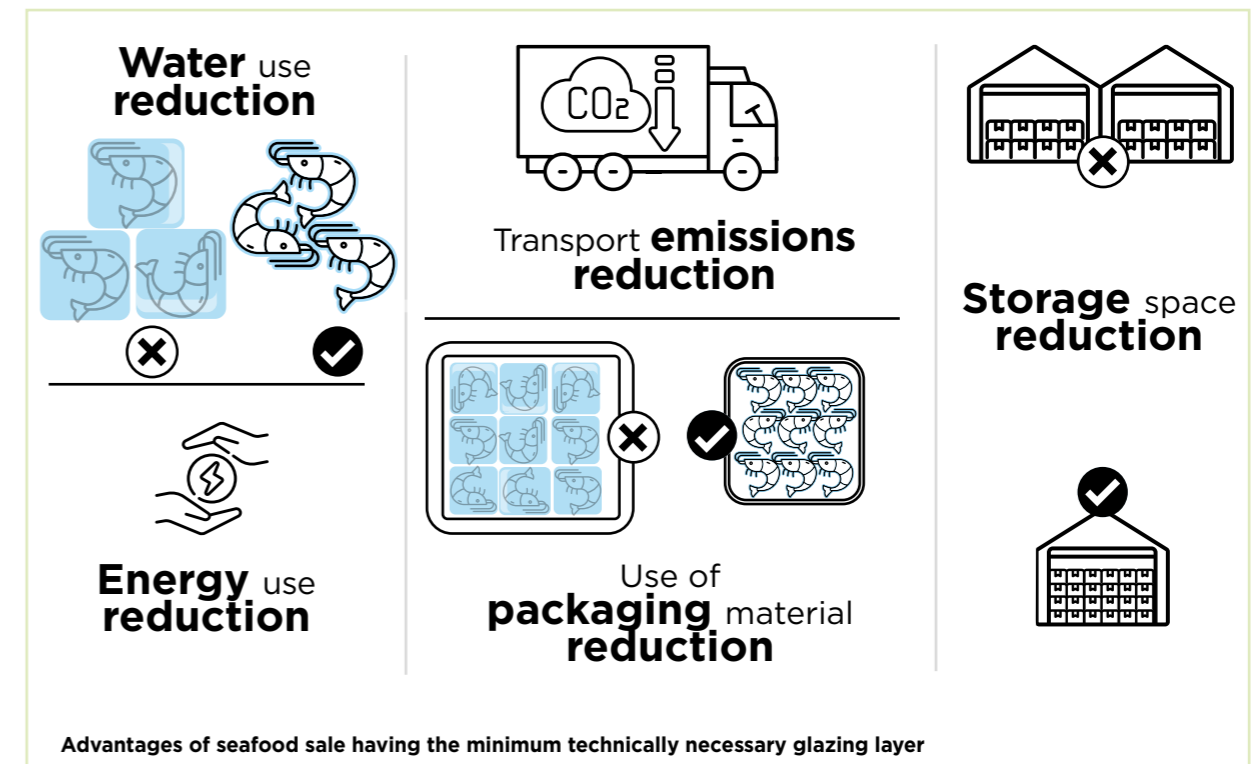 Water use
reduction
Energy use
reduction
CO₂
Transport emissions
reduction
Use of
packaging material
reduction
Storage space
reduction
Advantages of seafood sale having the minimum technically necessary glazing layer